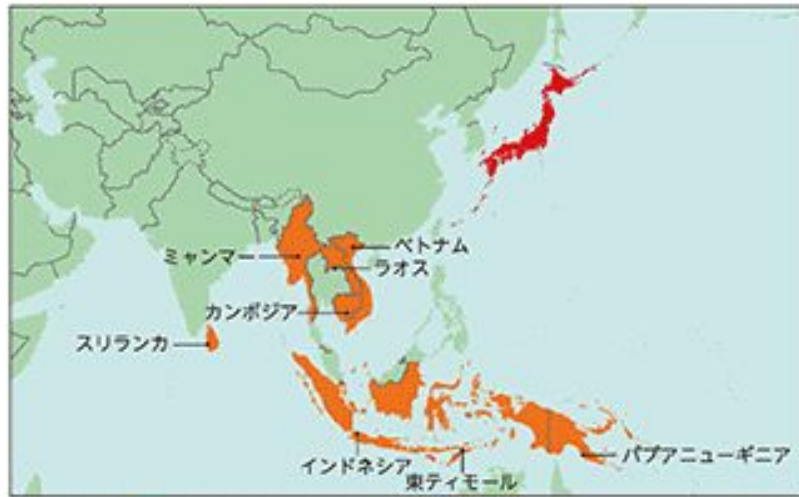 ベトナム
ミャンマー
ラオス
カンボジア
スリランカ
パプアニューギニア
インドネシア
東ティモール